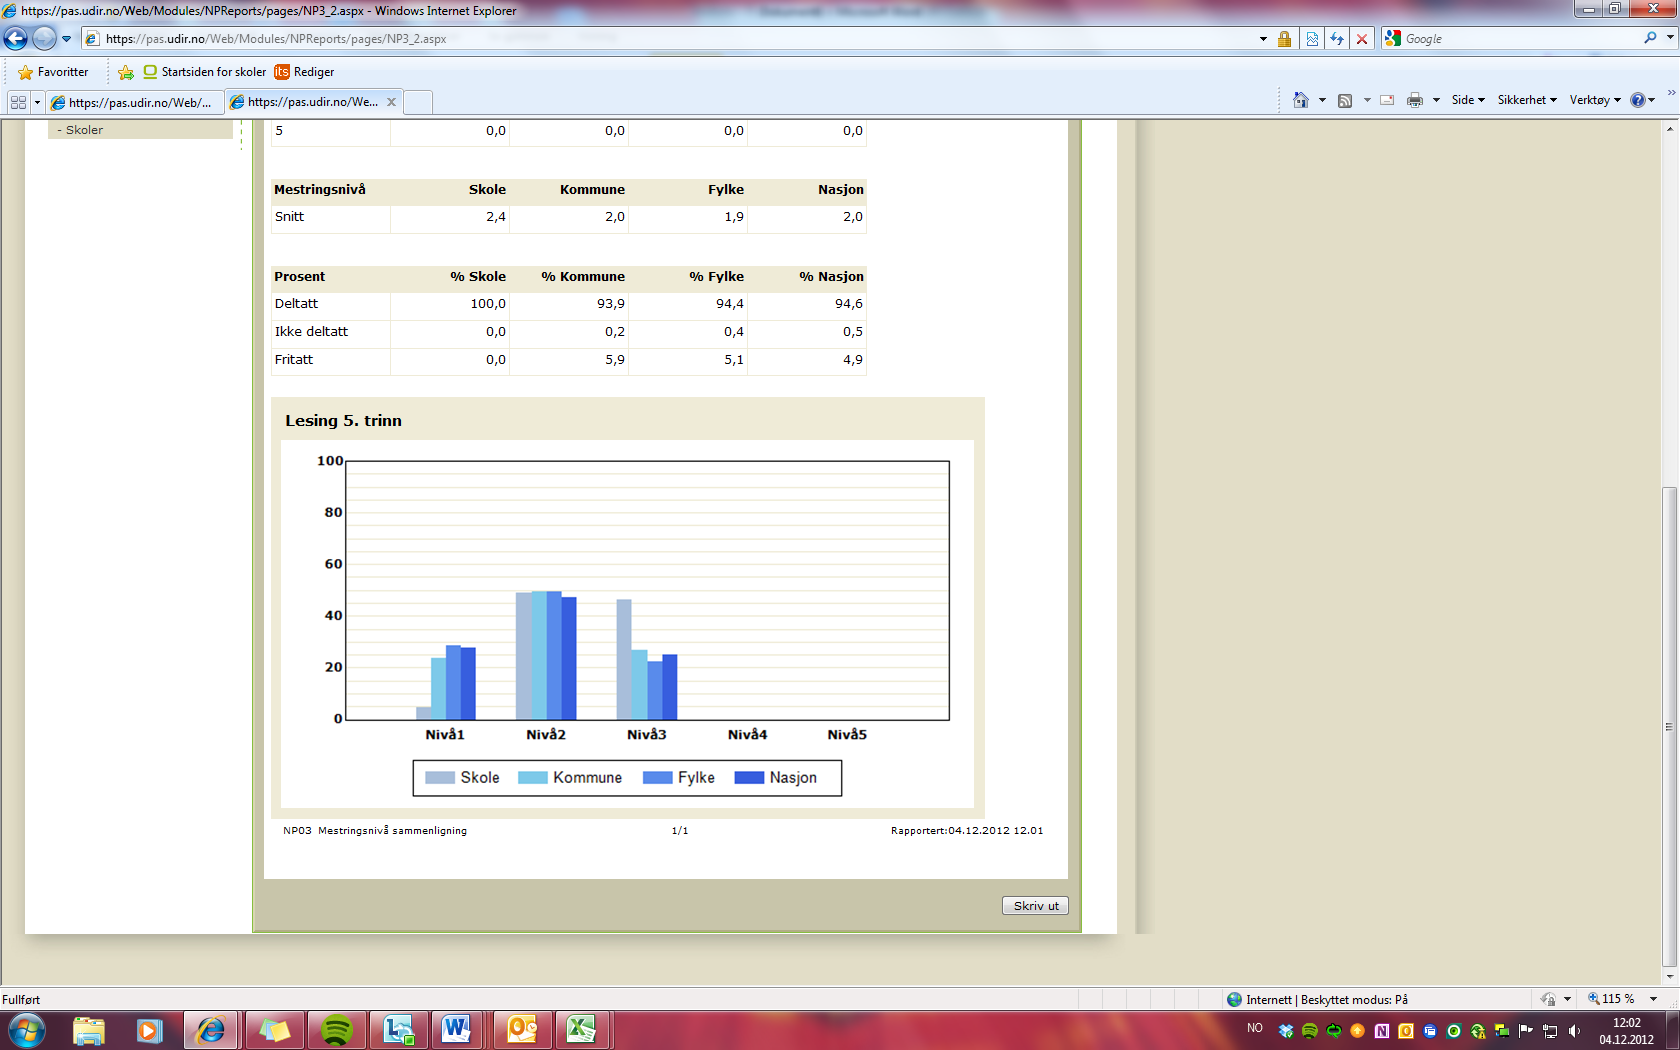 https://pas.udir.no/Web/Modules/NPReports/pages/NP3_2.aspx - Windows Internet Explorer
https://pas.udir.no/Web/Modules/NPReports/pages/NP3_2.aspx
Google
Favoritter Startsiden for skoler its Rediger
https://pas.udir.no/Web/... https://pas.udir.no/We... Side Sikkerhet Verktøy
- Skoler
5 0,0 0,0 0,0 0,0
Mestringsnivå Skole Kommune Fylke Nasjon
Snitt 2,4 2,0 1,9 2,0
Prosent % Skole % Kommune % Fylke % Nasjon
Deltatt 100,0 93,9 94,4 94,6
Ikke deltatt 0,0 0,2 0,4 0,5
Fritatt 0,0 5,9 5,1 4,9
Lesing 5. trinn
100
80
60
40
20
0
Nivå1 Nivå2 Nivå3 Nivå4 Nivå5
Skole Kommune Fylke Nasjon
NP03 Mestringsnivå sammenligning 1/1 Rapportert:04.12.2012 12.01
Skriv ut
Fullført Internett | Beskyttet modus: På 115 %
NO 12:02
04.12.2012